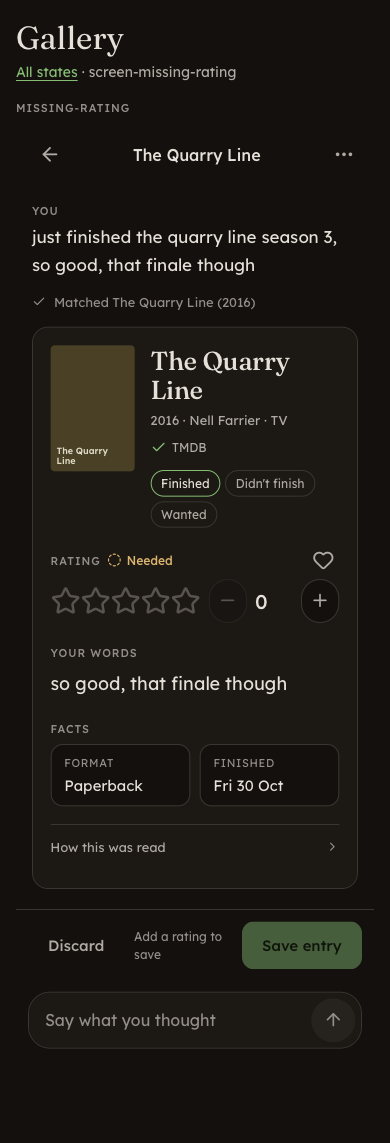 Gallery
All states · screen-missing-rating
MISSING-RATING
The Quarry Line
YOU
just finished the quarry line season 3,
so good, that finale though
Matched The Quarry Line (2016)
The Quarry Line
The Quarry
Line
2016 · Nell Farrier · TV
TMDB
Finished
Didn't finish
Wanted
RATING
Needed
0
YOUR WORDS
so good, that finale though
FACTS
FORMAT
Paperback
FINISHED
Fri 30 Oct
How this was read
Discard
Add a rating to
save
Save entry
Say what you thought